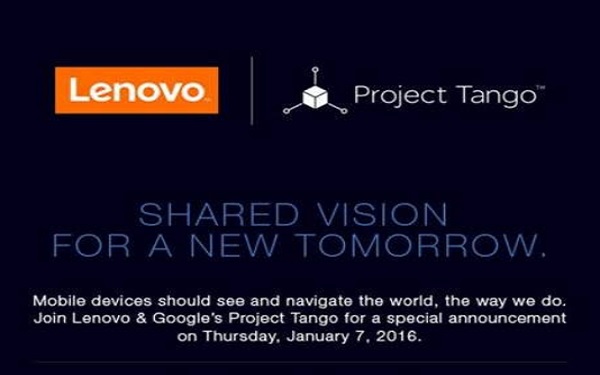 Lenovo
Project Tango™
SHARED VISION
FOR A NEW TOMORROW.
Mobile devices should see and navigate the world, the way we do.
Join Lenovo & Google's Project Tango for a special announcement
on Thursday, January 7, 2016.